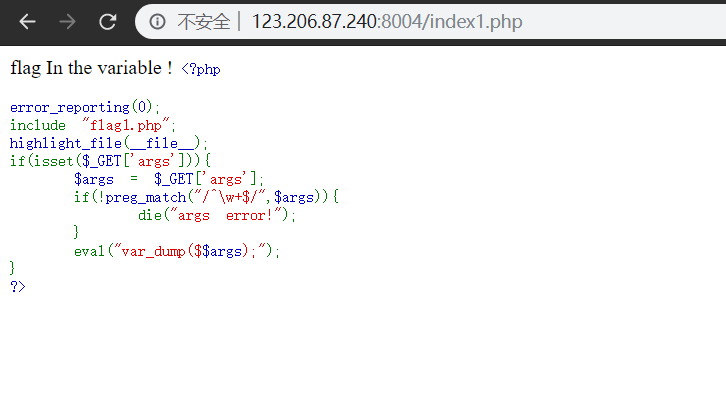 不安全 | 123.206.87.240:8004/index1.php
flag In the variable ! <?php
error_reporting(0);
include "flag1.php";
highlight_file(__file__);
if(isset($_GET['args'])){
$args = $_GET['args'];
if(!preg_match("/^\w+$/",$args)){
die("args error!");
}
eval("var_dump($$args);");
}
?>